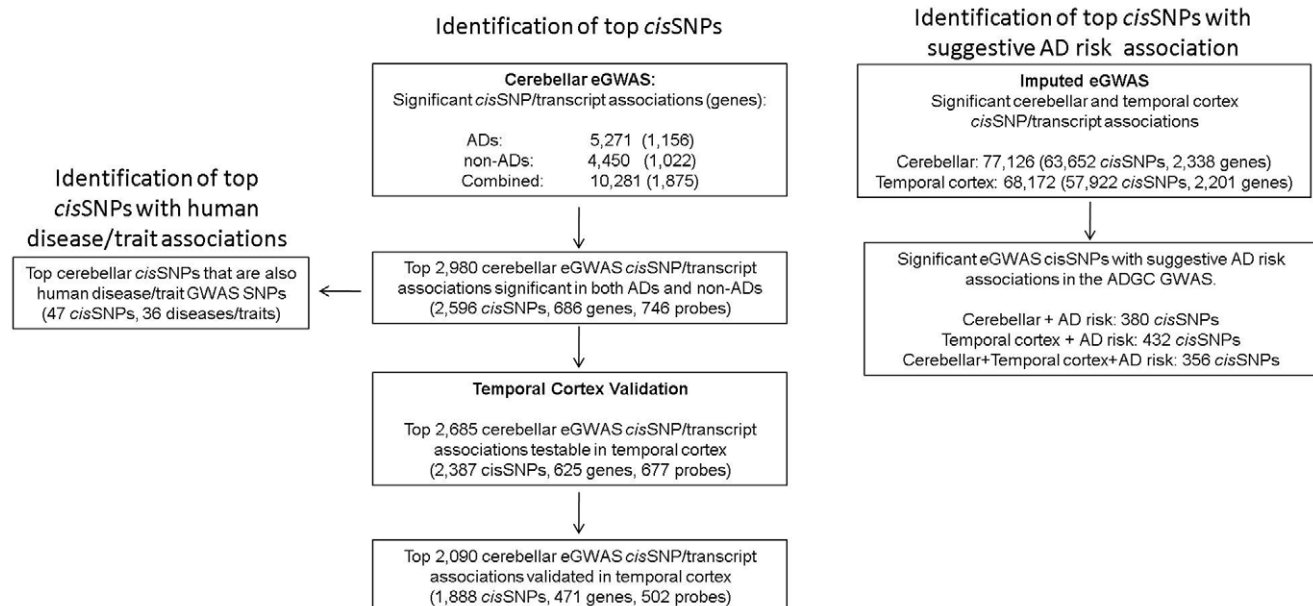 Identification of top cisSNPs
Cerebellar eGWAS:
Significant cisSNP/transcript associations (genes):
ADs: 5,271 (1,156)
non-ADs: 4,450 (1,022)
Combined: 10,281 (1,875)
Identification of top
cisSNPs with human
disease/trait associations
Top cerebellar cisSNPs that are also
human disease/trait GWAS SNPs
(47 cisSNPs, 36 diseases/traits)
Top 2,980 cerebellar eGWAS cisSNP/transcript
associations significant in both ADs and non-ADs
(2,596 cisSNPs, 686 genes, 746 probes)
Temporal Cortex Validation
Top 2,685 cerebellar eGWAS cisSNP/transcript
associations testable in temporal cortex
(2,387 cisSNPs, 625 genes, 677 probes)
Top 2,090 cerebellar eGWAS cisSNP/transcript
associations validated in temporal cortex
(1,888 cisSNPs, 471 genes, 502 probes)
Identification of top cisSNPs with
suggestive AD risk association
Imputed eGWAS
Significant cerebellar and temporal cortex
cisSNP/transcript associations
Cerebellar: 77,126 (63,652 cisSNPs, 2,338 genes)
Temporal cortex: 68,172 (57,922 cisSNPs, 2,201 genes)
Significant eGWAS cisSNPs with suggestive AD risk
associations in the ADGC GWAS.
Cerebellar + AD risk: 380 cisSNPs
Temporal cortex + AD risk: 432 cisSNPs
Cerebellar+Temporal cortex+AD risk: 356 cisSNPs